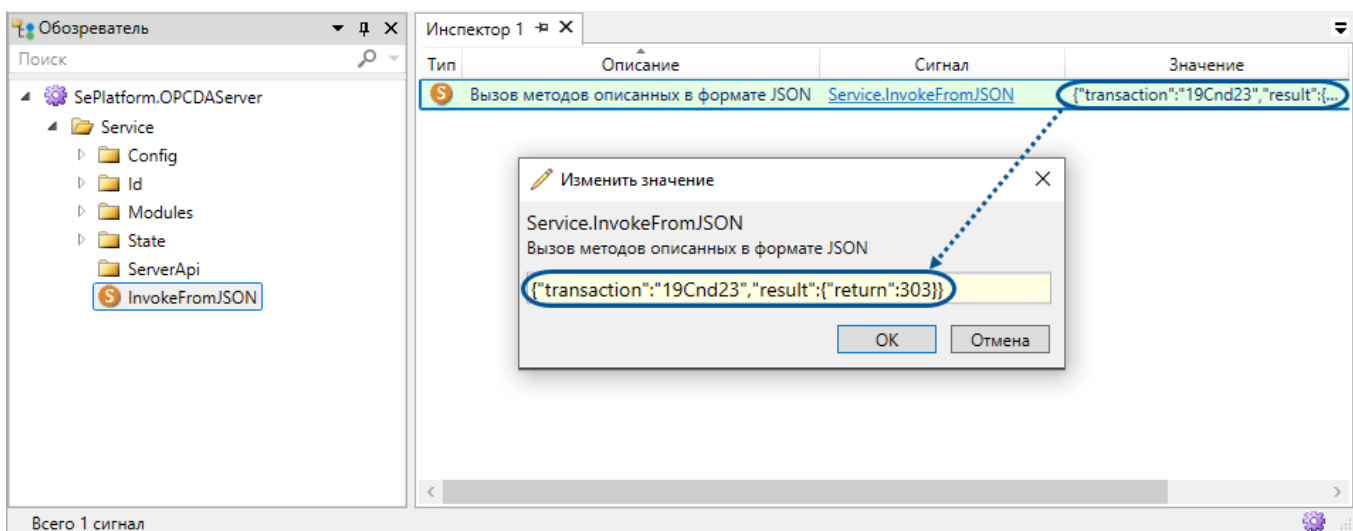 Обозреватель
Поиск
SePlatform.OPCDAServer
Service
Config
Id
Modules
State
ServerApi
InvokeFromJSON
Инспектор 1
Тип Описание Сигнал Значение
S Вызов методов описанных в формате JSON Service.InvokeFromJSON {"transaction":"19Cnd23","result":{...
Изменить значение
Service.InvokeFromJSON
Вызов методов описанных в формате JSON
{"transaction":"19Cnd23","result":{"return":303}}
OK Отмена
Всего 1 сигнал